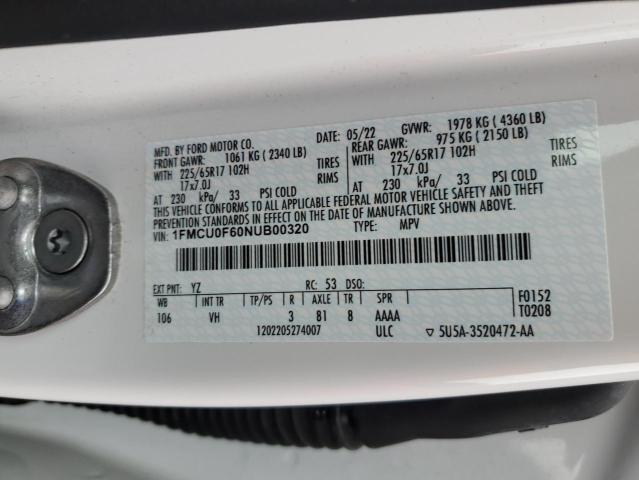 MFD. BY FORD MOTOR CO.
DATE: 05/22 GVWR: 1978 KG ( 4360 LB)
FRONT GAWR: 1061 KG ( 2340 LB) REAR GAWR: 975 KG ( 2150 LB)
WITH 225/65R17 102H TIRES WITH 225/65R17 102H TIRES
17x7.0J RIMS 17x7.0J RIMS
AT 230 kPa/ 33 PSI COLD AT 230 kPa/ 33 PSI COLD
THIS VEHICLE CONFORMS TO ALL APPLICABLE FEDERAL MOTOR VEHICLE SAFETY AND THEFT
PREVENTION STANDARDS IN EFFECT ON THE DATE OF MANUFACTURE SHOWN ABOVE.
VIN: 1FMCU0F60NUB00320 TYPE: MPV
EXT PNT: YZ RC: 53 DSO:
WB INT TR TP/PS R AXLE TR SPR F0152
106 VH 3 81 8 AAAA T0208
1202205274007 ULC ▽ 5U5A-3520472-AA